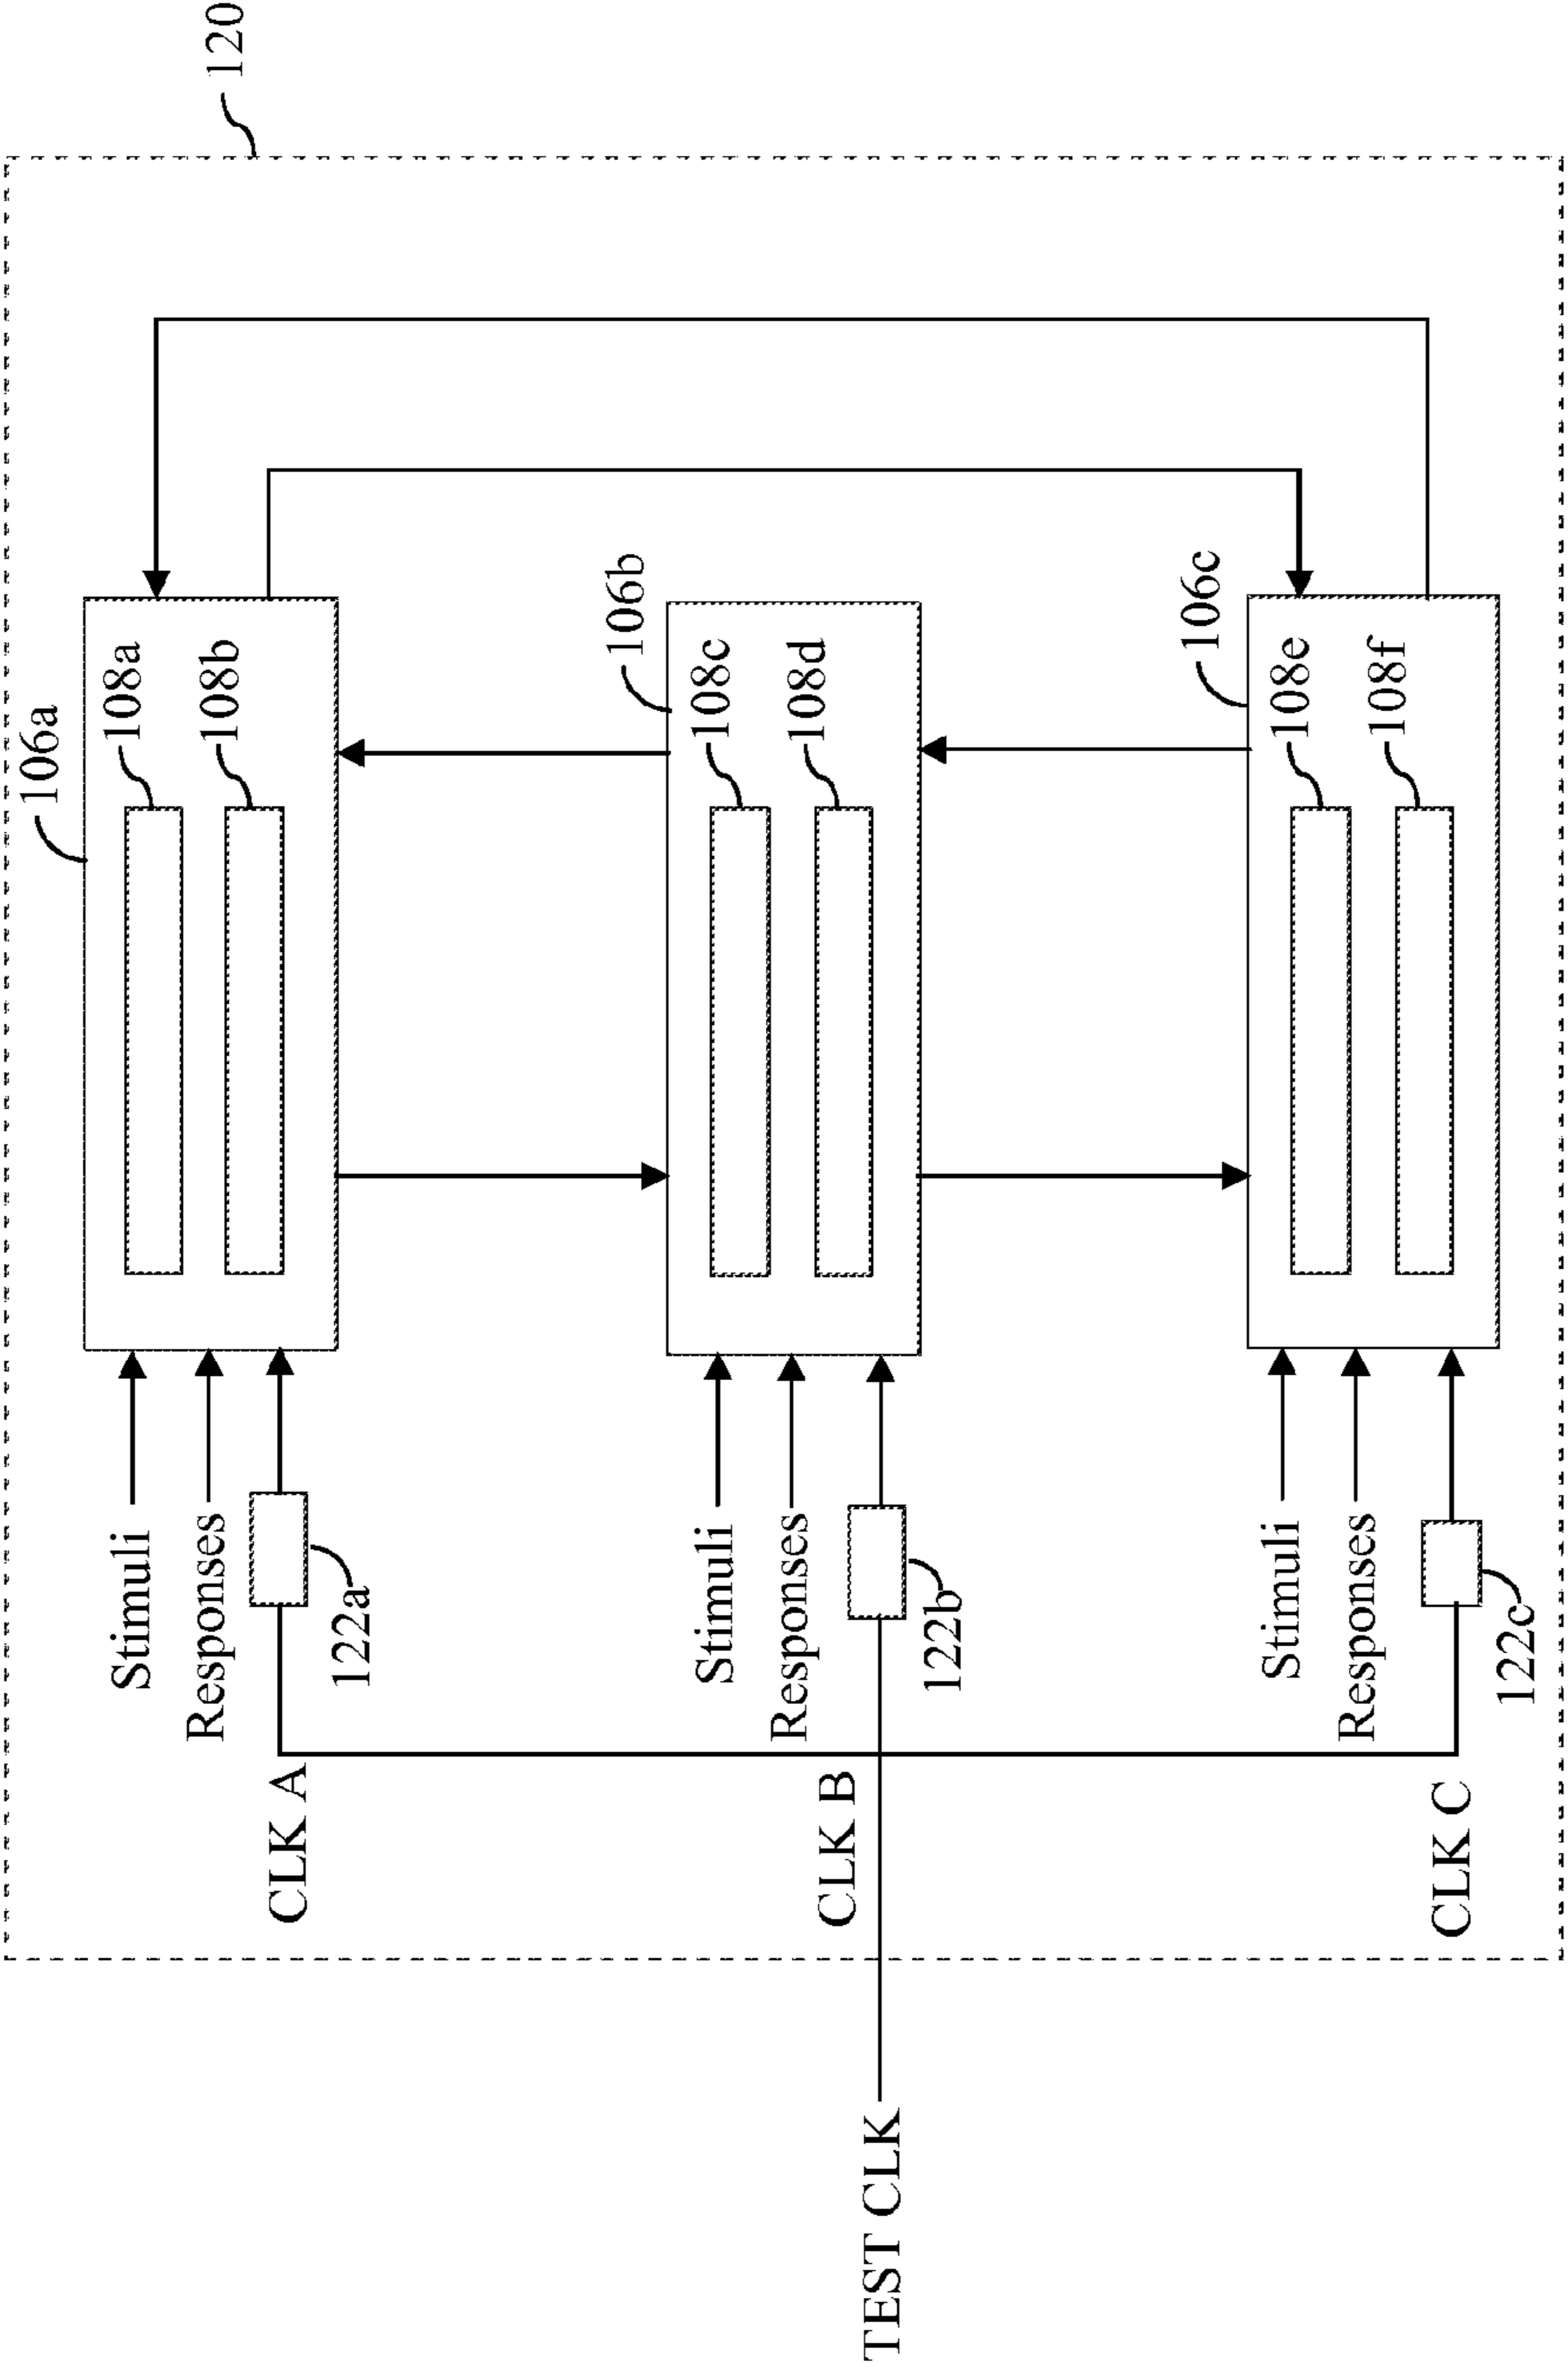 120
106a
108a
108b
Stimuli
Responses
122a
CLK A
106b
108c
108d
Stimuli
Responses
122b
CLK B
TEST CLK
106c
108e
108f
Stimuli
Responses
122c
CLK C